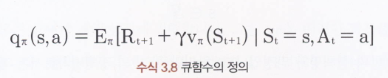 qπ(s,a) = Eπ[Rt+1 + γvπ(St+1) | St = s, At = a]
수식 3.8 큐함수의 정의